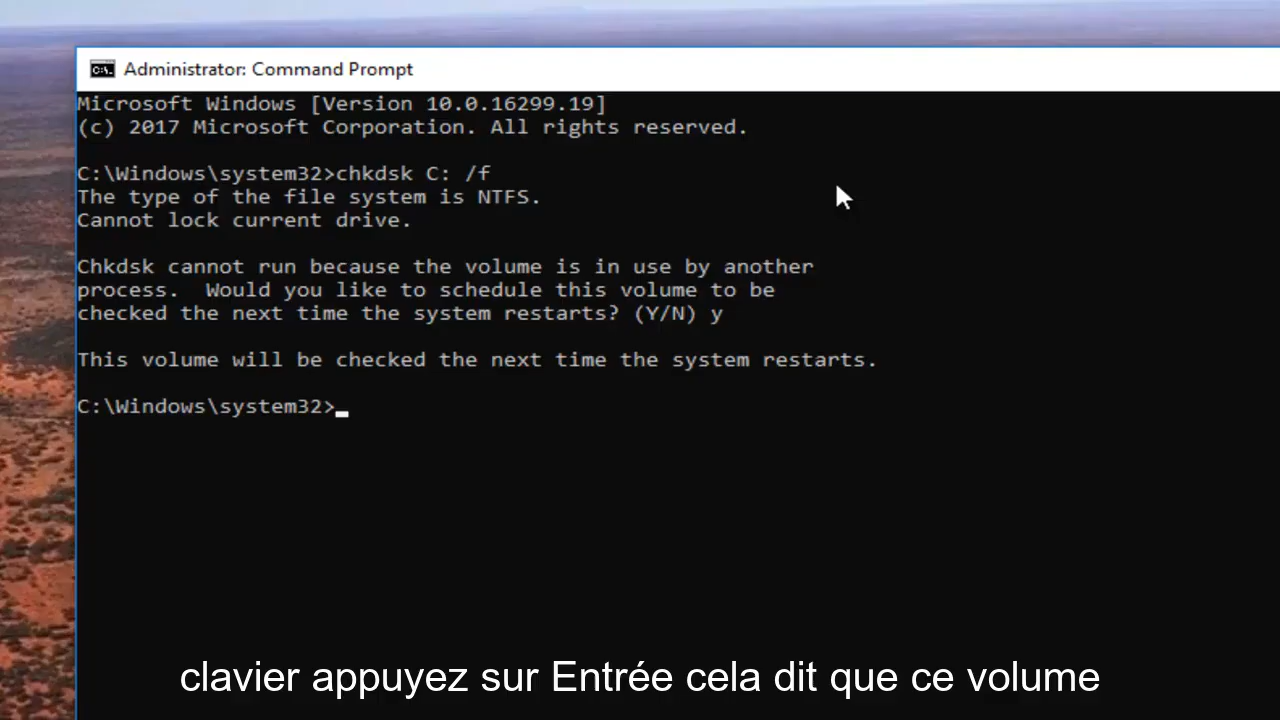 Administrator: Command Prompt
Microsoft Windows [Version 10.0.16299.19]
(c) 2017 Microsoft Corporation. All rights reserved.
C:\Windows\system32>chkdsk C: /f
The type of the file system is NTFS.
Cannot lock current drive.
Chkdsk cannot run because the volume is in use by another
process.  Would you like to schedule this volume to be
checked the next time the system restarts? (Y/N) y
This volume will be checked the next time the system restarts.
C:\Windows\system32>_
clavier appuyez sur Entrée cela dit que ce volume